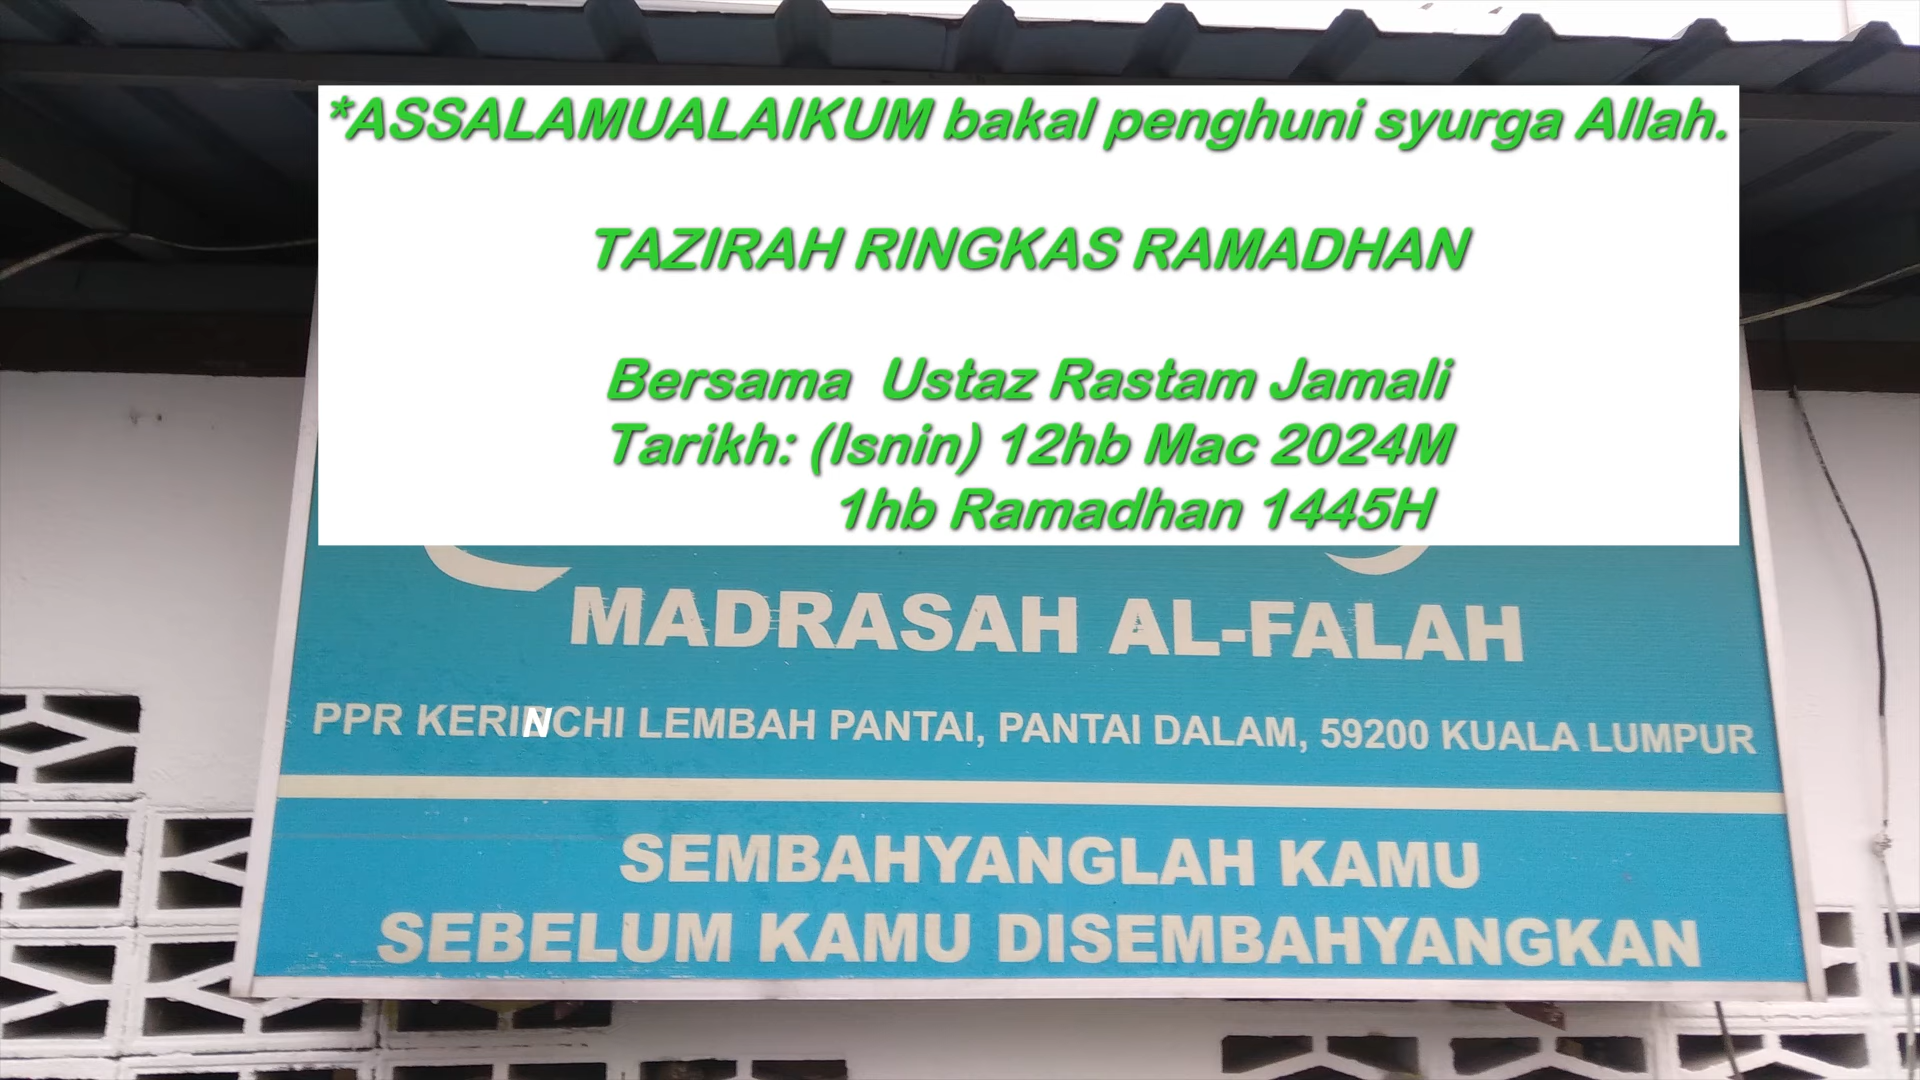 *ASSALAMUALAIKUM bakal penghuni syurga Allah.
TAZIRAH RINGKAS RAMADHAN
Bersama Ustaz Rastam Jamali
Tarikh: (Isnin) 12hb Mac 2024M
1hb Ramadhan 1445H
MADRASAH AL-FALAH
PPR KERINCHI LEMBAH PANTAI, PANTAI DALAM, 59200 KUALA LUMPUR
SEMBAHYANGLAH KAMU
SEBELUM KAMU DISEMBAHYANGKAN